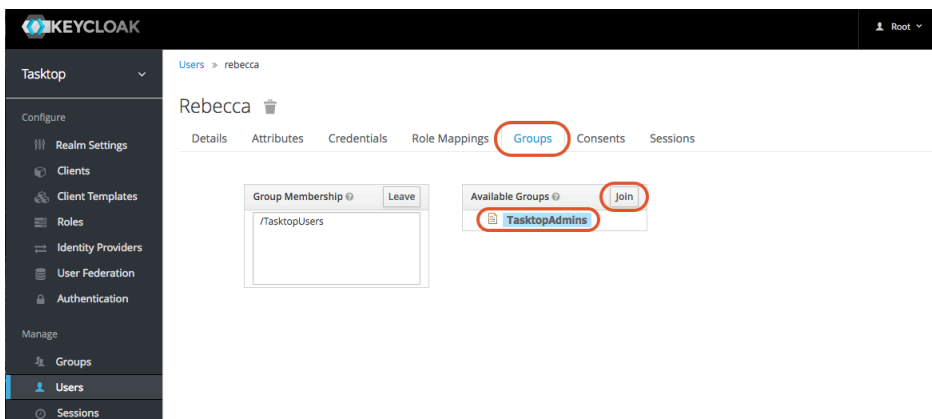 KEYCLOAK
Root
Tasktop
Users » rebecca
Rebecca
Details Attributes Credentials Role Mappings Groups Consents Sessions
Configure
Realm Settings
Clients
Client Templates
Roles
Identity Providers
User Federation
Authentication
Manage
Groups
Users
Sessions
Group Membership Leave
/TasktopUsers
Available Groups Join
TasktopAdmins